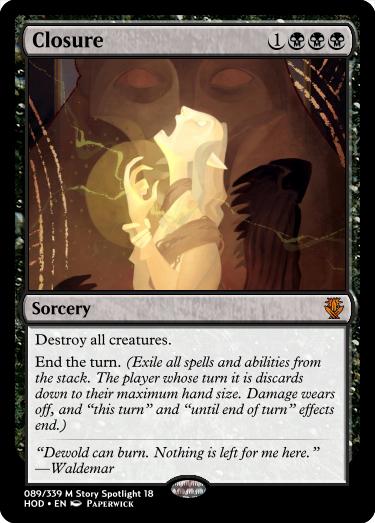 Closure 1
Sorcery
Destroy all creatures.
End the turn. (Exile all spells and abilities from
the stack. The player whose turn it is discards
down to their maximum hand size. Damage wears
off, and “this turn” and “until end of turn” effects
end.)
“Dewold can burn. Nothing is left for me here.”
—Waldemar
089/339 M Story Spotlight 18
HOD • EN PAPERWICK